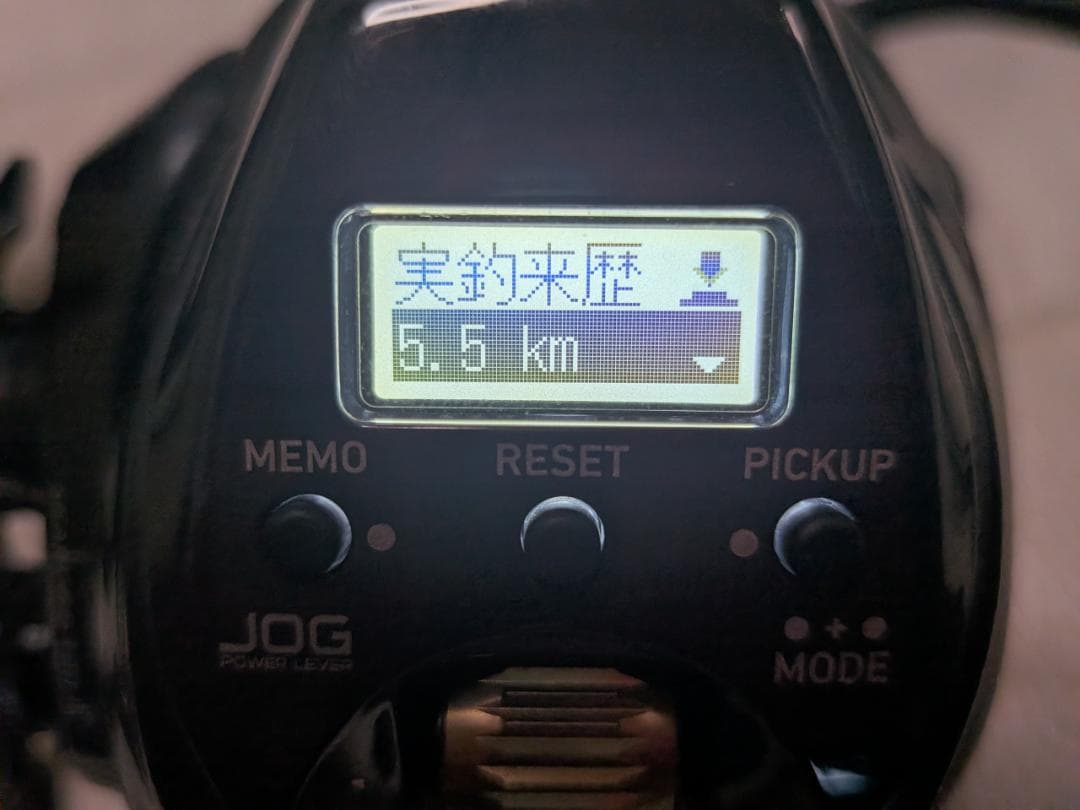 実釣来歴
5.5 km
MEMO RESET PICKUP
JOG
POWER LEVER
● + ●
MODE